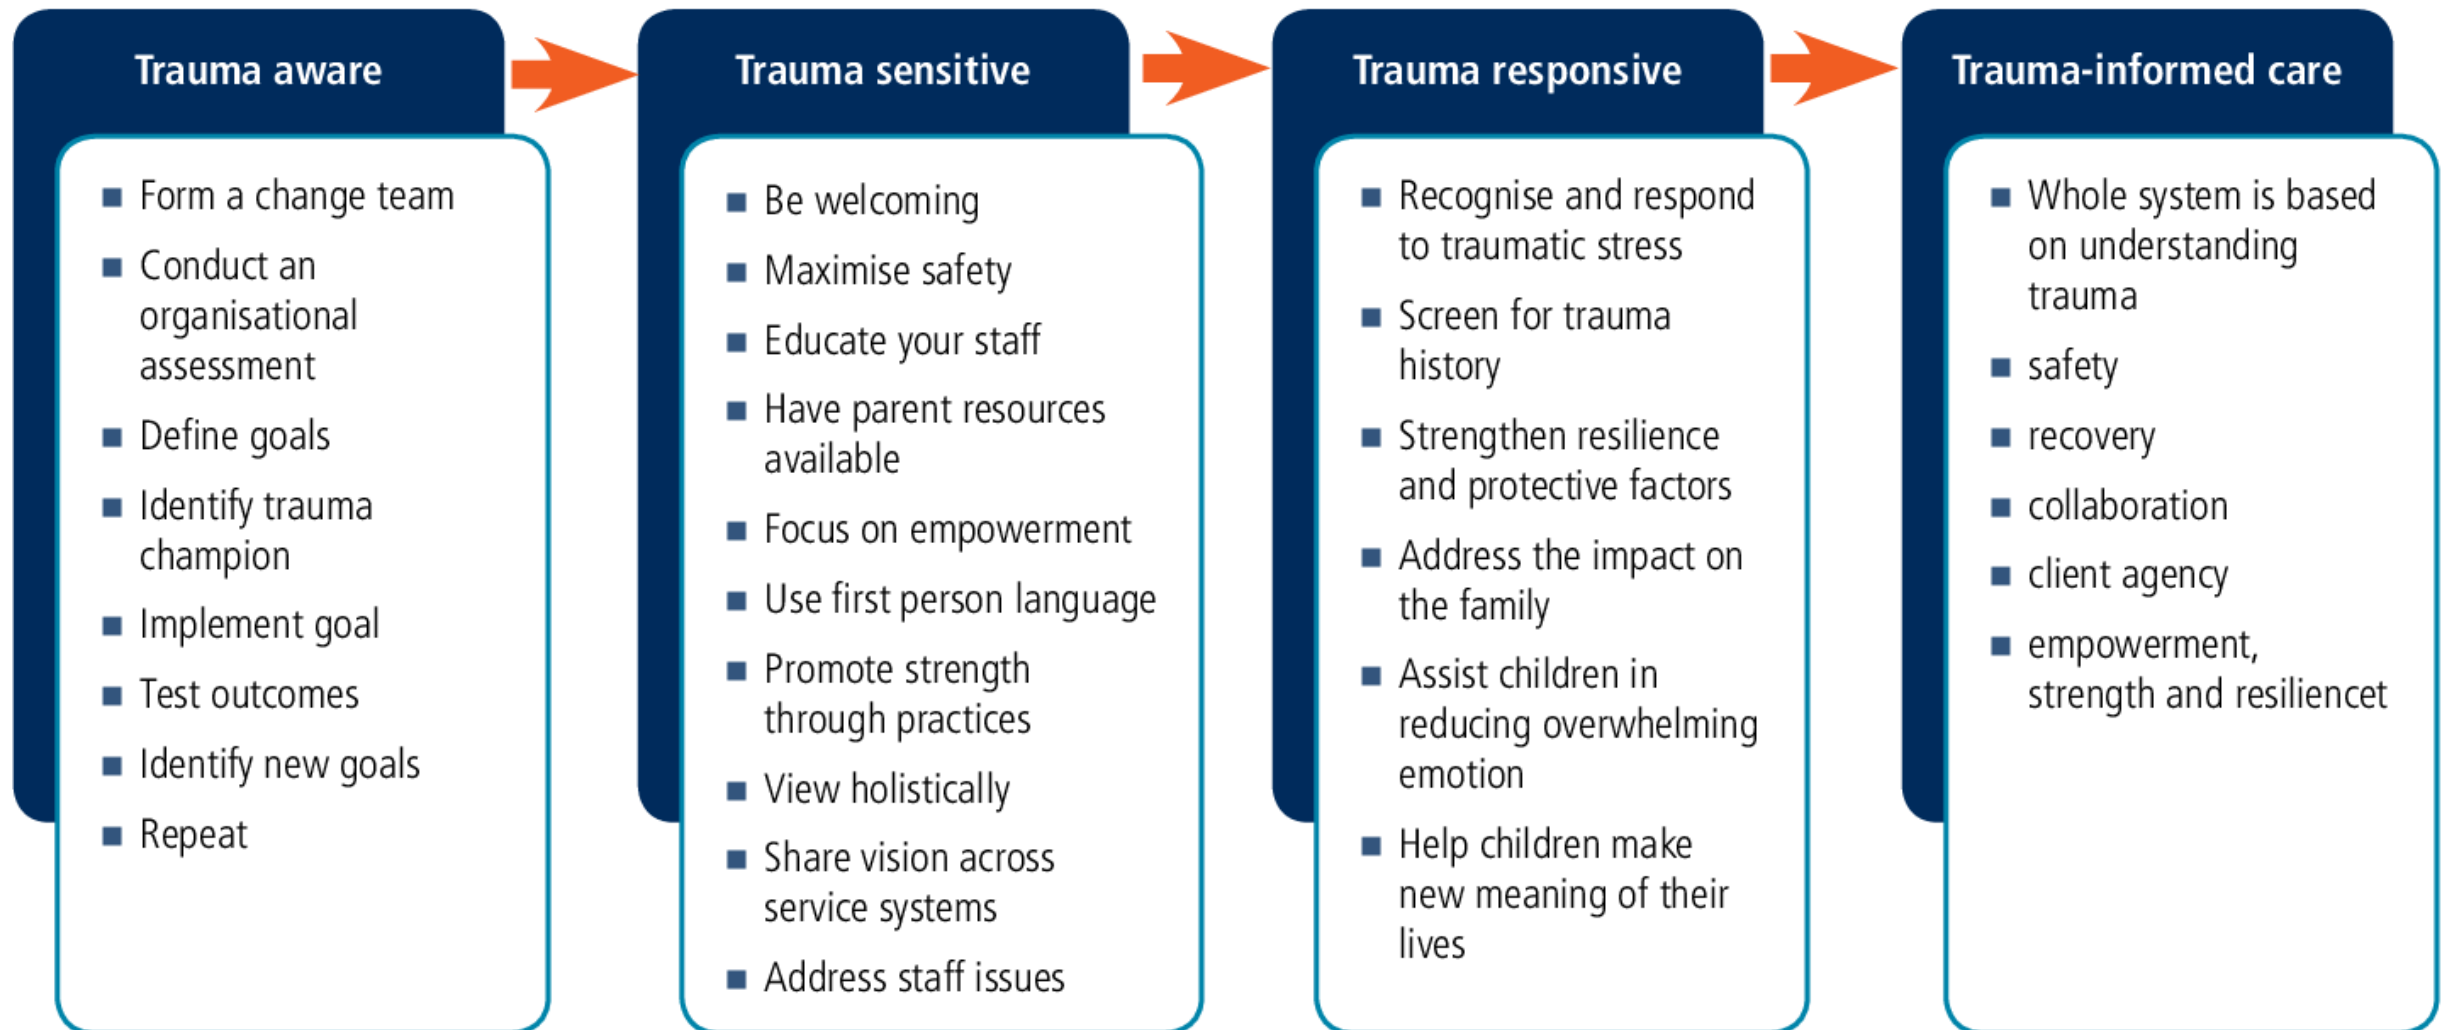 Trauma aware
Form a change team
Conduct an
organisational
assessment
Define goals
Identify trauma
champion
Implement goal
Test outcomes
Identify new goals
Repeat
Trauma sensitive
Be welcoming
Maximise safety
Educate your staff
Have parent resources
available
Focus on empowerment
Use first person language
Promote strength
through practices
View holistically
Share vision across
service systems
Address staff issues
Trauma responsive
Recognise and respond
to traumatic stress
Screen for trauma
history
Strengthen resilience
and protective factors
Address the impact on
the family
Assist children in
reducing overwhelming
emotion
Help children make
new meaning of their
lives
Trauma-informed care
Whole system is based
on understanding
trauma
safety
recovery
collaboration
client agency
empowerment,
strength and resiliencet